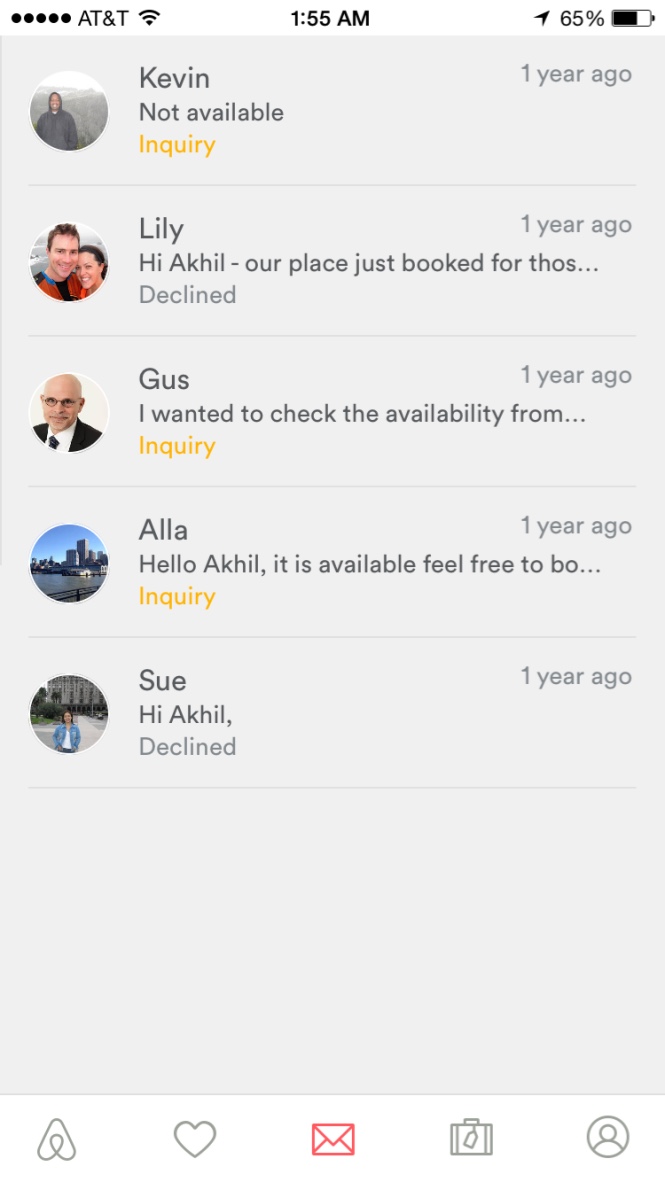 AT&T
1:55 AM
65%
Kevin
1 year ago
Not available
Inquiry
Lily
1 year ago
Hi Akhil - our place just booked for thos...
Declined
Gus
1 year ago
I wanted to check the availability from...
Inquiry
Alla
1 year ago
Hello Akhil, it is available feel free to bo...
Inquiry
Sue
1 year ago
Hi Akhil,
Declined